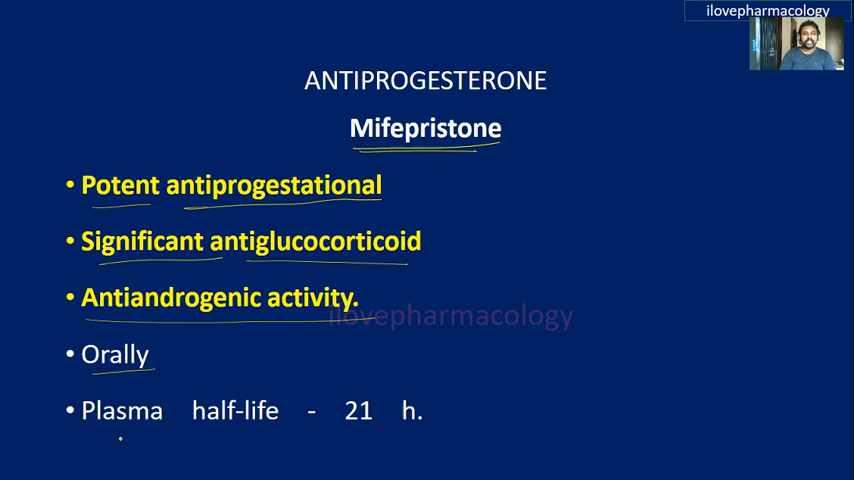 ilovepharmacology
ANTIPROGESTERONE
Mifepristone
• Potent antiprogestational
• Significant antiglucocorticoid
• Antiandrogenic activity.
ilovepharmacology
• Orally
• Plasma half-life - 21 h.